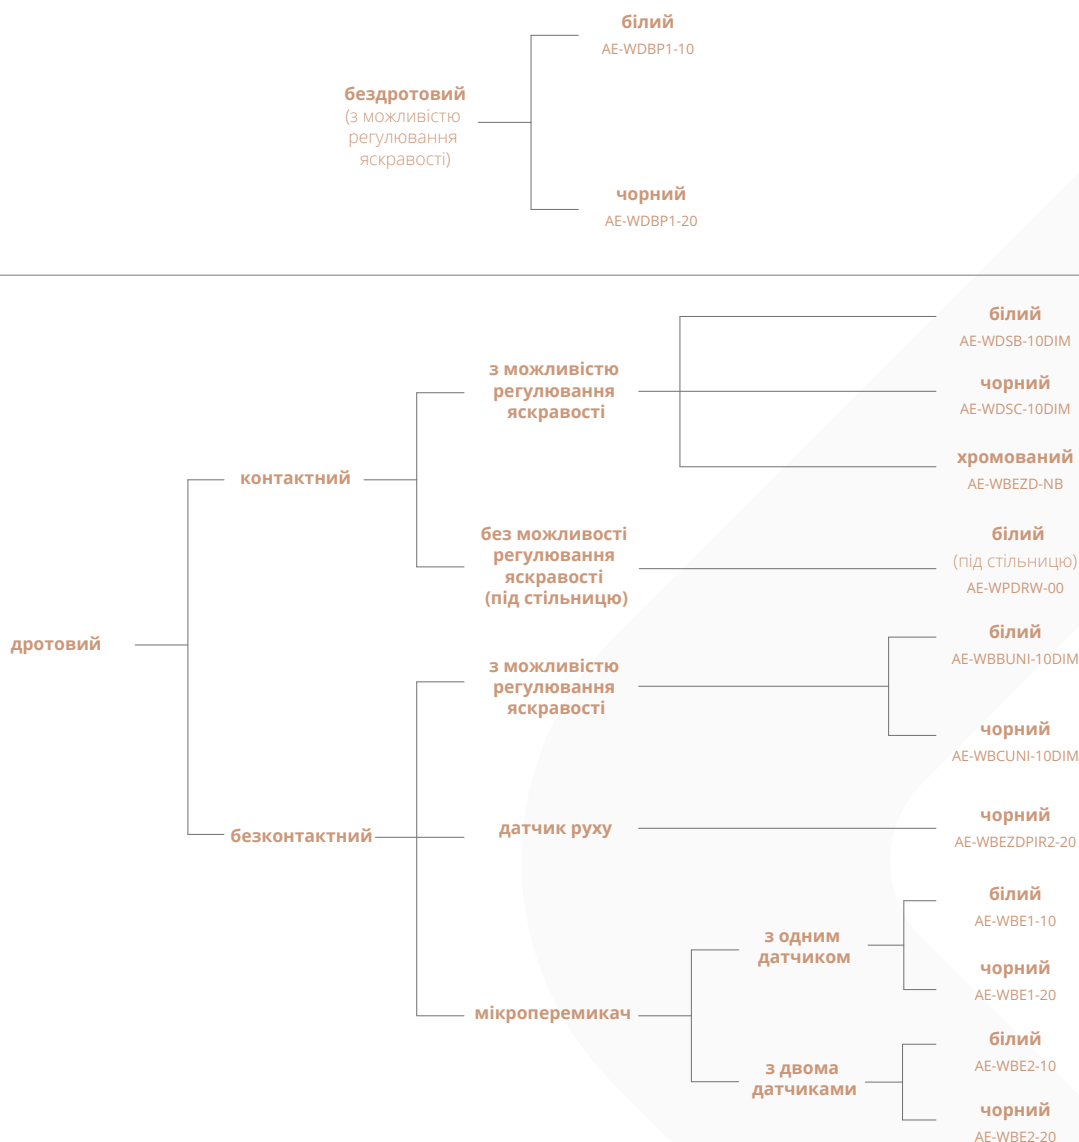 білий
AE-WDBP1-10
бездротовий
(з можливістю
регулювання
яскравості)
чорний
AE-WDBP1-20
білий
AE-WDSB-10DIM
з можливістю
регулювання
яскравості
чорний
AE-WDSC-10DIM
хромований
AE-WBEZD-NB
контактний
без можливості
регулювання
яскравості
(під стільницю)
білий
(під стільницю)
AE-WPDRW-00
дротовий
білий
AE-WBBUNI-10DIM
з можливістю
регулювання
яскравості
чорний
AE-WBCUNI-10DIM
безконтактний
датчик руху
чорний
AE-WBEZDPIR2-20
білий
AE-WBE1-10
з одним
датчиком
чорний
AE-WBE1-20
мікроперемикач
білий
AE-WBE2-10
з двома
датчиками
чорний
AE-WBE2-20